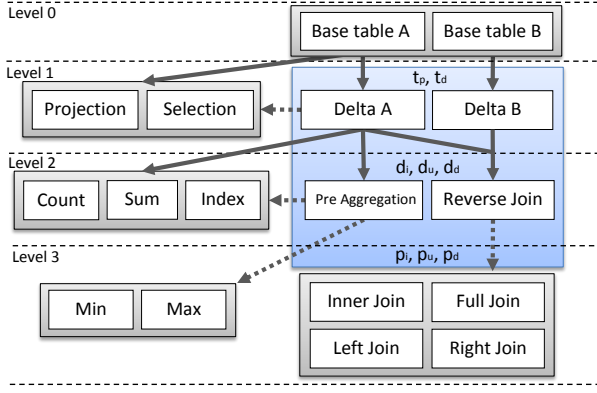 Level 0
Base table A
Base table B
Level 1
tp, td
Projection
Selection
Delta A
Delta B
Level 2
di, du, dd
Count
Sum
Index
Pre Aggregation
Reverse Join
Level 3
pi, pu, pd
Min
Max
Inner Join
Full Join
Left Join
Right Join